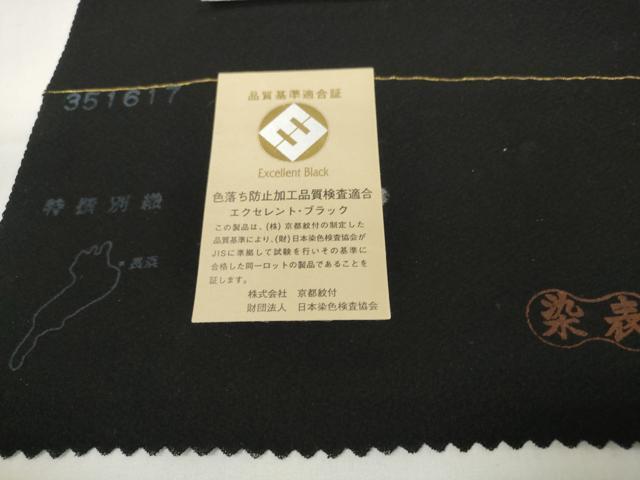 351617
品質基準適合証
Excellent Black
色落ち防止加工品質検査適合
エクセレント・ブラック
この製品は、(株)京都紋付の制定した
品質基準により、(財)日本染色検査協会が
JISに準拠して試験を行いその基準に
合格した同一ロットの製品であることを
証します。
株式会社 京都紋付
財団法人 日本染色検査協会
長浜
染表